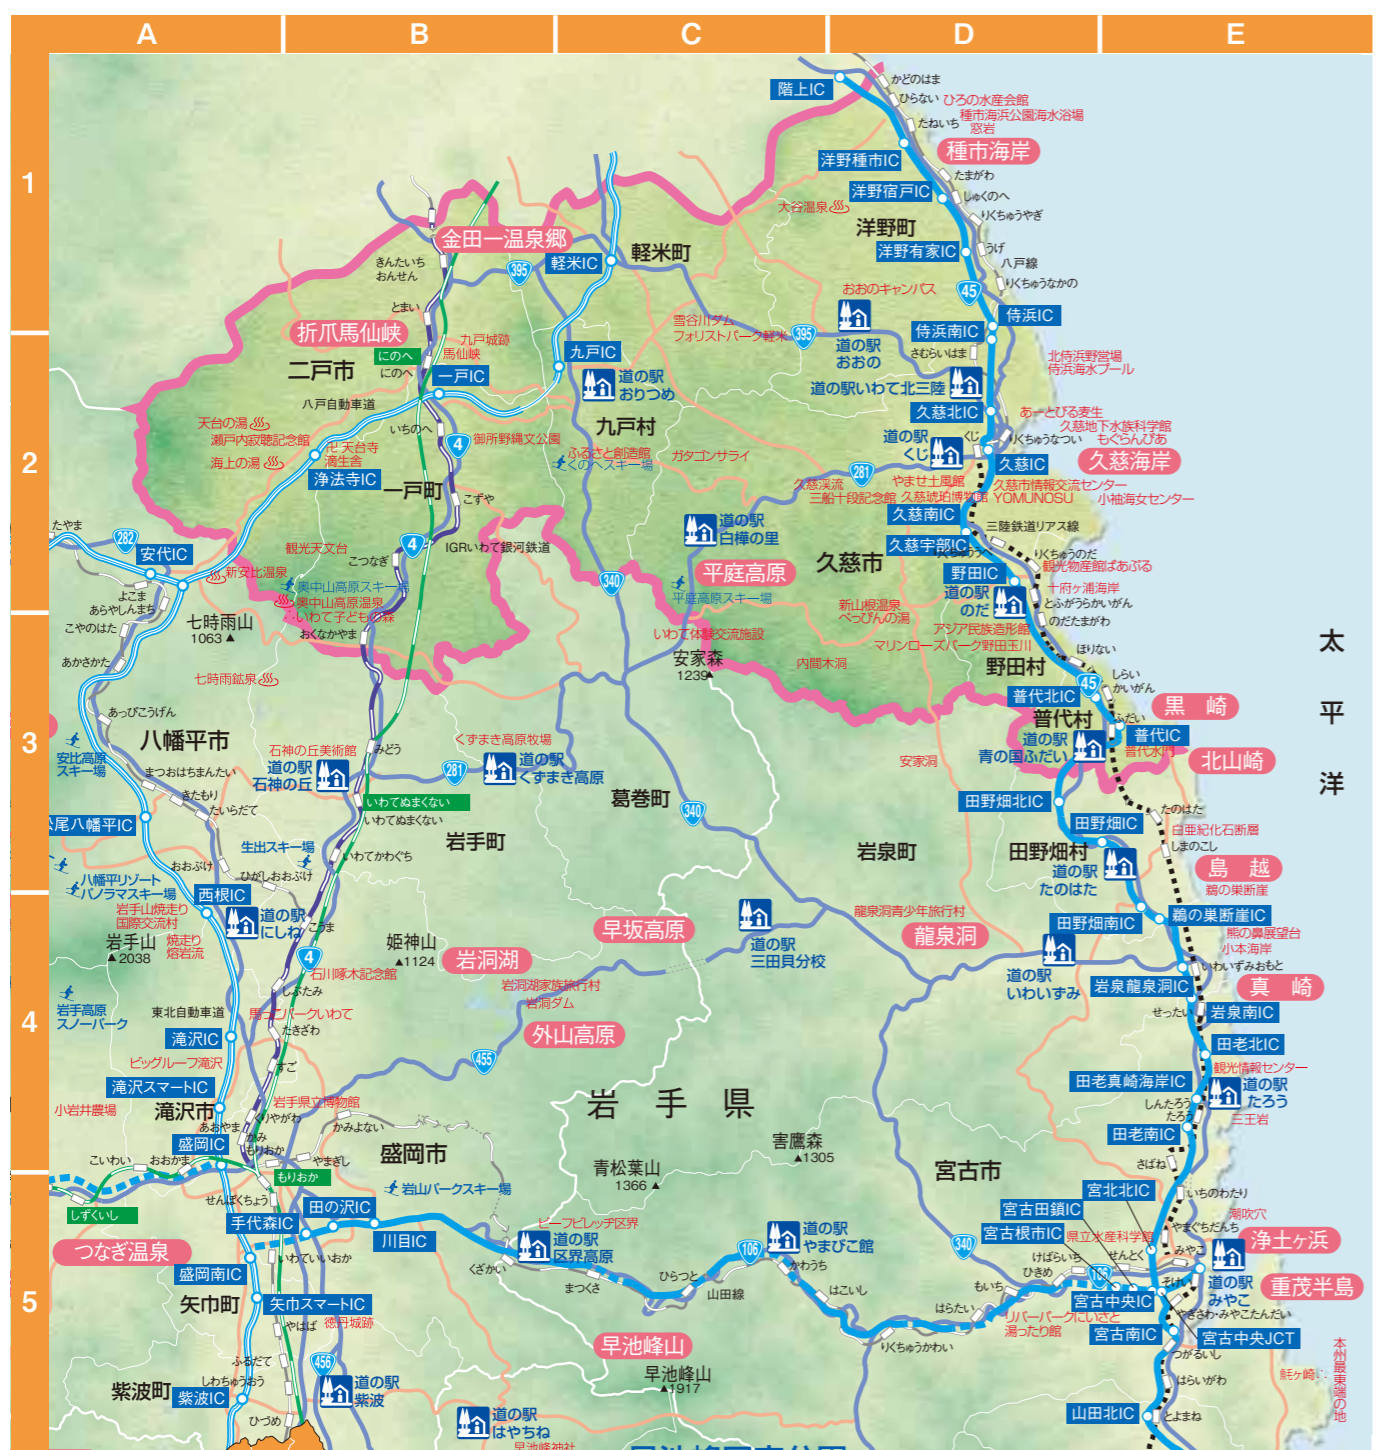 A
B
C
D
E
1
2
3
4
5
階上IC
かどのはま
ひらない
ひろの水産会館
種市海浜公園海水浴場
窓岩
たねいち
種市海岸
洋野種市IC
たまがわ
しゅくのへ
洋野宿戸IC
りくちゅうやぎ
大谷温泉
洋野町
洋野有家IC
うげ
八戸線
りくちゅうなかの
金田一温泉郷
きんたいち
おんせん
395
軽米IC
軽米町
おおのキャンパス
45
侍浜IC
とまい
折爪馬仙峡
雪谷川ダム
フォリストパーク軽米
395
道の駅
おおの
侍浜南IC
さむらいはま
北侍浜野営場
侍浜海水プール
二戸市
にのへ
にのへ
九戸城跡
馬仙峡
九戸IC
一戸IC
道の駅
おりつめ
道の駅いわて北三陸
八戸自動車道
久慈北IC
あーとびる麦生
久慈地下水族科学館
もぐらんぴあ
天台の湯
瀬戸内寂聴記念館
いちのへ
4
御所野縄文公園
九戸村
道の駅
くじ
くじ
りくちゅうなつい
久慈海岸
天台寺
滴生舎
海上の湯
浄法寺IC
ふるさと創造館
くのへスキー場
ガタゴンサライ
281
久慈IC
久慈渓流
三船十段記念館
やませ土風館
久慈琥珀博物館
久慈市情報交流センター
YOMUNOSU
小袖海女センター
一戸町
こずや
久慈南IC
三陸鉄道リアス線
たやま
282
安代IC
観光天文台
4
こつなぎ
IGRいわて銀河鉄道
道の駅
白樺の里
久慈宇部IC
久慈市
りくちゅうのだ
観光物産館ぱあぷる
新安比温泉
奥中山高原スキー場
奥中山高原温泉
いわて子どもの森
340
平庭高原
平庭高原スキー場
野田IC
道の駅
のだ
十府ヶ浦海岸
とふがうらかいがん
のだたまがわ
よこま
あらやしんまち
こやのはた
七時雨山
1063
おくなかやま
新山根温泉
べっぴんの湯
アジア民族造形館
マリンローズパーク野田玉川
いわて体験交流施設
安家森
1239
内間木洞
野田村
ほりない
太平洋
あかさかた
七時雨鉱泉
45
しらい
かいがん
普代北IC
黒崎
あっぴこうげん
普代村
ふだい
普代IC
普代水門
八幡平市
安比高原
スキー場
石神の丘美術館
みどう
道の駅
石神の丘
くずまき高原牧場
281
道の駅
くずまき高原
道の駅
青の国ふだい
安家洞
北山崎
まつおはちまんたい
きたもり
たいらだて
いわてぬまくない
いわてぬまくない
葛巻町
340
田野畑北IC
たのはた
尾八幡平IC
岩手町
岩泉町
田野畑IC
田野畑村
白亜紀化石断層
しまのこし
生出スキー場
いわてかわぐち
おおぶけ
ひがしおおぶけ
道の駅
たのはた
島越
鵜の巣断崖
八幡平リゾート
パノラマスキー場
西根IC
岩手山焼走り
国際交流村
道の駅
にしね
こうま
早坂高原
道の駅
三田貝分校
龍泉洞青少年旅行村
龍泉洞
田野畑南IC
鵜の巣断崖IC
熊の鼻展望台
小本海岸
岩手山
2038
焼走り
熔岩流
4
姫神山
1124
岩洞湖
石川啄木記念館
岩洞湖家族旅行村
岩洞ダム
道の駅
いわいずみ
いわいずみおもと
岩泉龍泉洞IC
真崎
岩手高原
スノーパーク
しぶたみ
東北自動車道
馬っこパークいわて
外山高原
せったい
岩泉南IC
たきざわ
滝沢IC
田老北IC
ビッグルーフ滝沢
すご
455
滝沢スマートIC
観光情報センター
田老真崎海岸IC
道の駅
たろう
小岩井農場
滝沢市
岩手県立博物館
岩手県
しんたろう
たろう
三王岩
くりやがわ
かみよない
あおやま
盛岡IC
かみ
もりおか
盛岡市
害鷹森
1305
宮古市
田老南IC
こいわい
おおかま
やまぎし
青松葉山
1366
さばね
もりおか
岩山パークスキー場
宮古北IC
いちのわたり
しずくいし
せんぼくちょう
宮古田鎖IC
潮吹穴
手代森IC
田の沢IC
ビーフビレッヂ区界
宮古根市IC
県立水産科学館
やまぐちだんち
つなぎ温泉
川目IC
道の駅
区界高原
106
道の駅
やまびこ館
340
浄土ヶ浜
いわていいおか
くざかい
ひらつと
かわうち
けばらいち
ひきめ
せんとく
みやこ
盛岡南IC
まつくさ
山田線
はこいし
もいち
106
そけい
道の駅
みやこ
重茂半島
矢巾町
矢巾スマートIC
はらたい
宮古中央IC
やきさわ・みやこたんだい
徳丹城跡
やはば
リバーパークにいさと
湯ったり館
宮古南IC
宮古中央JCT
早池峰山
りくちゅうかわい
つがるいし
本州最東端の地
ふるだて
456
早池峰山
1917
はらいがわ
魹ヶ崎
紫波町
しわちゅうおう
紫波IC
道の駅
紫波
ひづめ
道の駅
はやちね
早池峰神社
山田北IC
とよまね